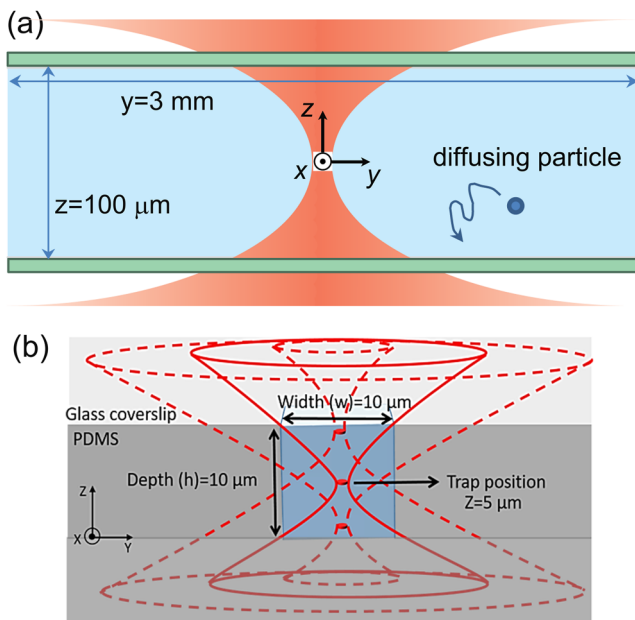 (a)
y=3 mm
z
x
y
diffusing particle
z=100 μm
(b)
Width (w)=10 μm
Glass coverslip
PDMS
Depth (h)=10 μm
Trap position
Z=5 μm
Z
X
Y